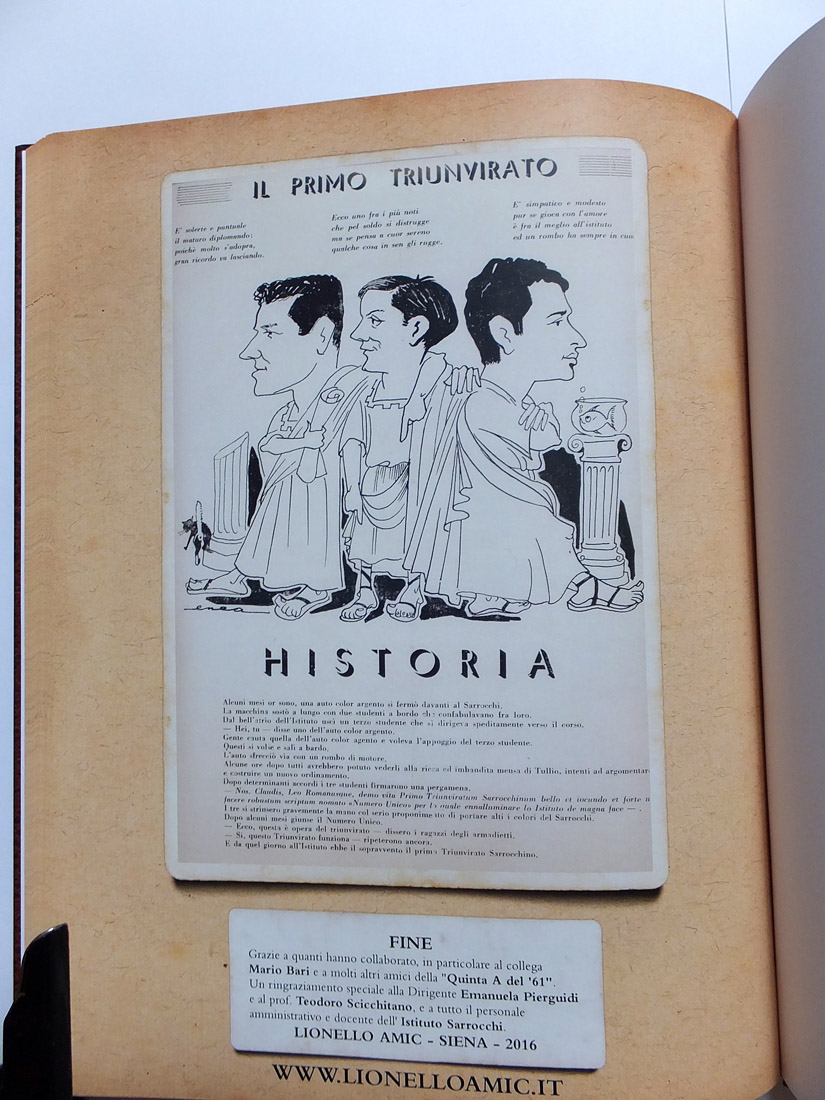 IL PRIMO TRIUNVIRATO
E' solerte e puntuale
il maturo diplomando;
poichè molto s'adopra,
gran ricordo va lasciando.
Ecco uno fra i più noti
che pel soldo si distrugge
ma se pensa a cuor sereno
qualche cosa in sen gli rugge.
E' simpatico e modesto
pur se gioca con l'amore
è fra il meglio all'istituto
ed un rombo ha sempre in cuo
enea
HISTORIA
Alcuni mesi or sono, una auto color argento si fermò davanti al Sarrocchi.
La macchina sostò a lungo con due studenti a bordo che confabulavano fra loro.
Dal bell'atrio dell'Istituto uscì un terzo studente che si dirigeva speditamente verso il corso.
— Hei, tu — disse uno dell'auto color argento.
Gente cauta quella dell'auto color agento e voleva l'appoggio del terzo studente.
Questi si volse e salì a bordo.
L'auto sfrecciò via con un rombo di motore.
Alcune ore dopo tutti avrebbero potuto vederli alla ricca ed imbandita mensa di Tullio, intenti ad argomentar
e costuire un nuovo ordinamento.
Dopo determinanti accordi i tre studenti firmarono una pergamena.
— Nos, Claudis, Leo Romanusque, demo vita Primo Triunviratum Sarrocchinum bello et iocundo et forte
facere robustum scriptum nomato «Numero Unico» per lo quale ennalluminare lo Istituto de magna face — .
I tre si strinsero gravemente la mano col serio proponimento di portare alti i colori del Sarrocchi.
Dopo alcuni mesi giunse il Numero Unico.
— Ecco, questa è opera del triunvirato — dissero i ragazzi degli armadietti.
— Sì, questo Triunvirato funziona — ripeterono ancora.
E da quel giorno all'Istituto ebbe il sopravvento il primo Triunvirato Sarrocchino.
FINE
Grazie a quanti hanno collaborato, in particolare al collega
Mario Bari e a molti altri amici della "Quinta A del '61".
Un ringraziamento speciale alla Dirigente Emanuela Pierguidi
e al prof. Teodoro Scicchitano, e a tutto il personale
amministrativo e docente dell' Istituto Sarrocchi.
LIONELLO AMIC - SIENA - 2016
WWW.LIONELLOAMIC.IT